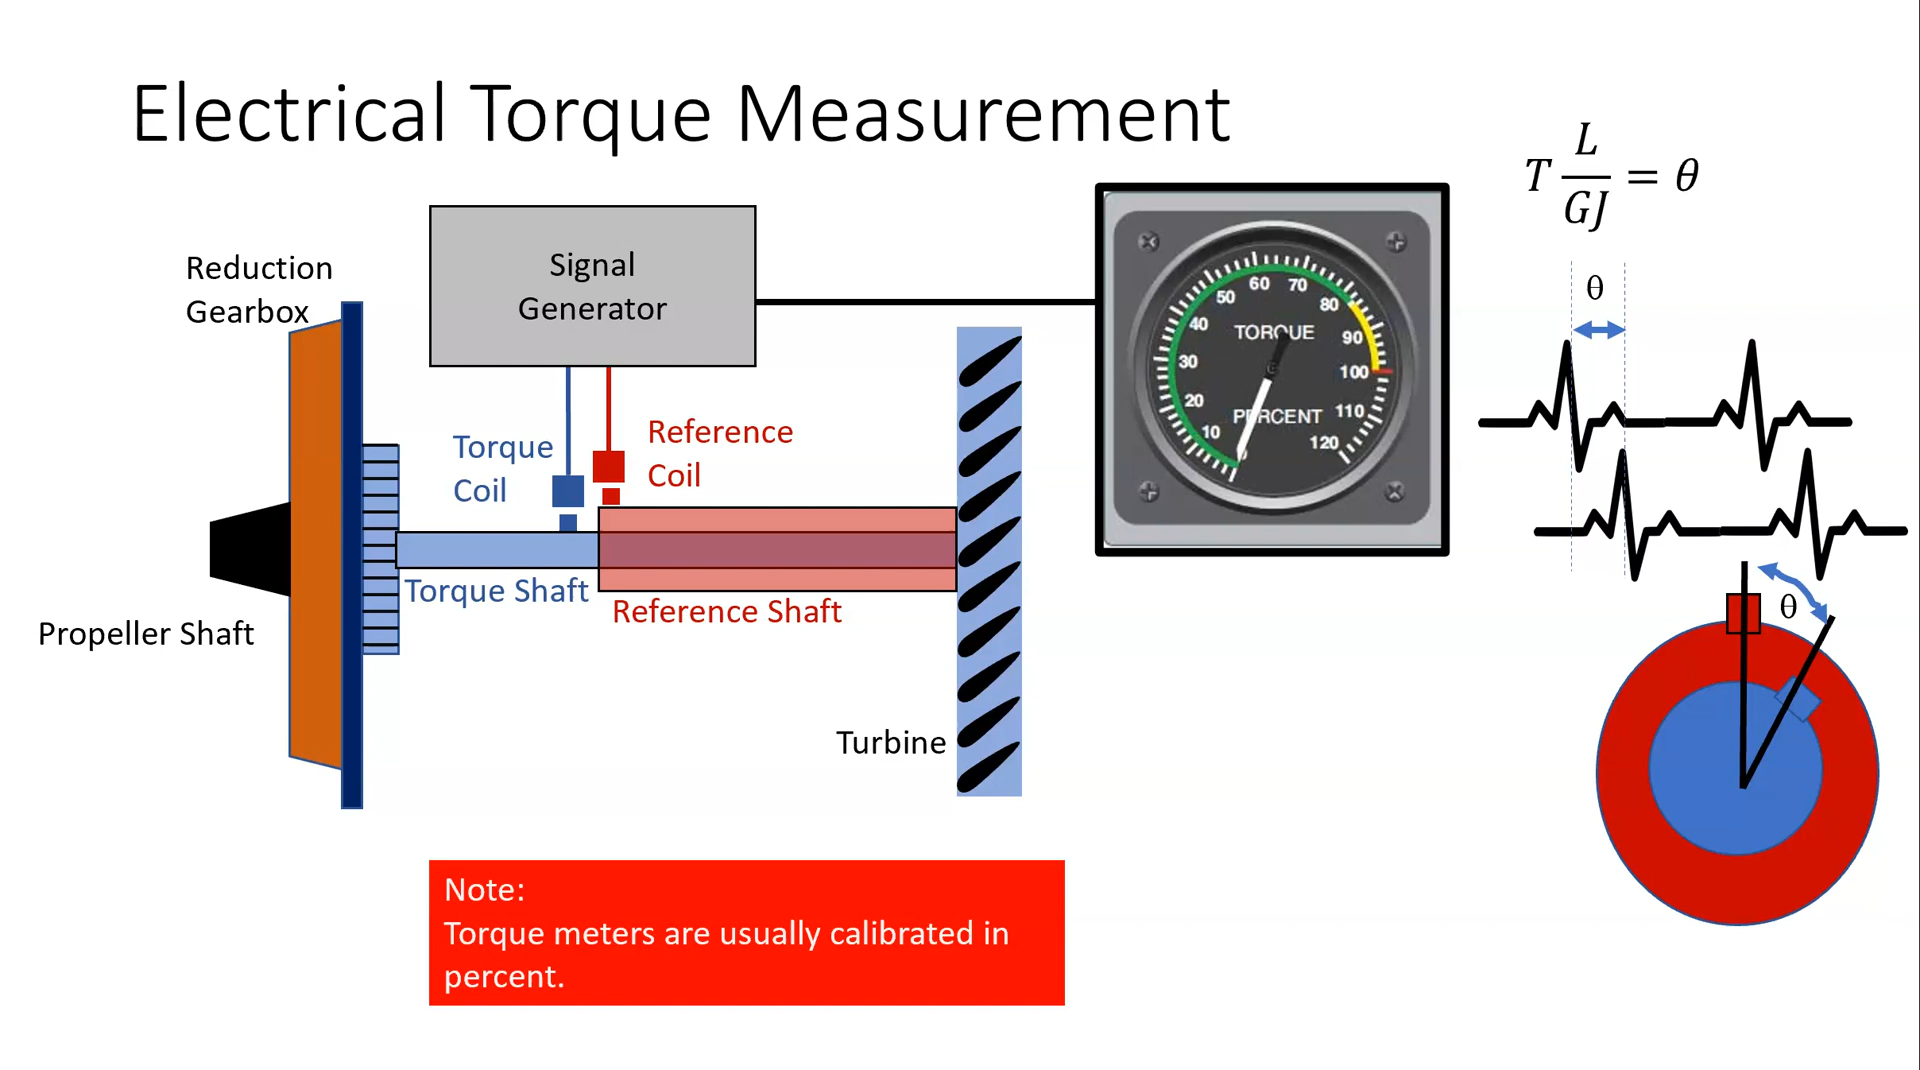 Electrical Torque Measurement
T L/GJ = θ
Signal
Generator
Reduction
Gearbox
Torque
Coil
Reference
Coil
Torque Shaft
Reference Shaft
Propeller Shaft
Turbine
TORQUE
PERCENT
0
10
20
30
40
50
60
70
80
90
100
110
120
θ
θ
Note:
Torque meters are usually calibrated in
percent.